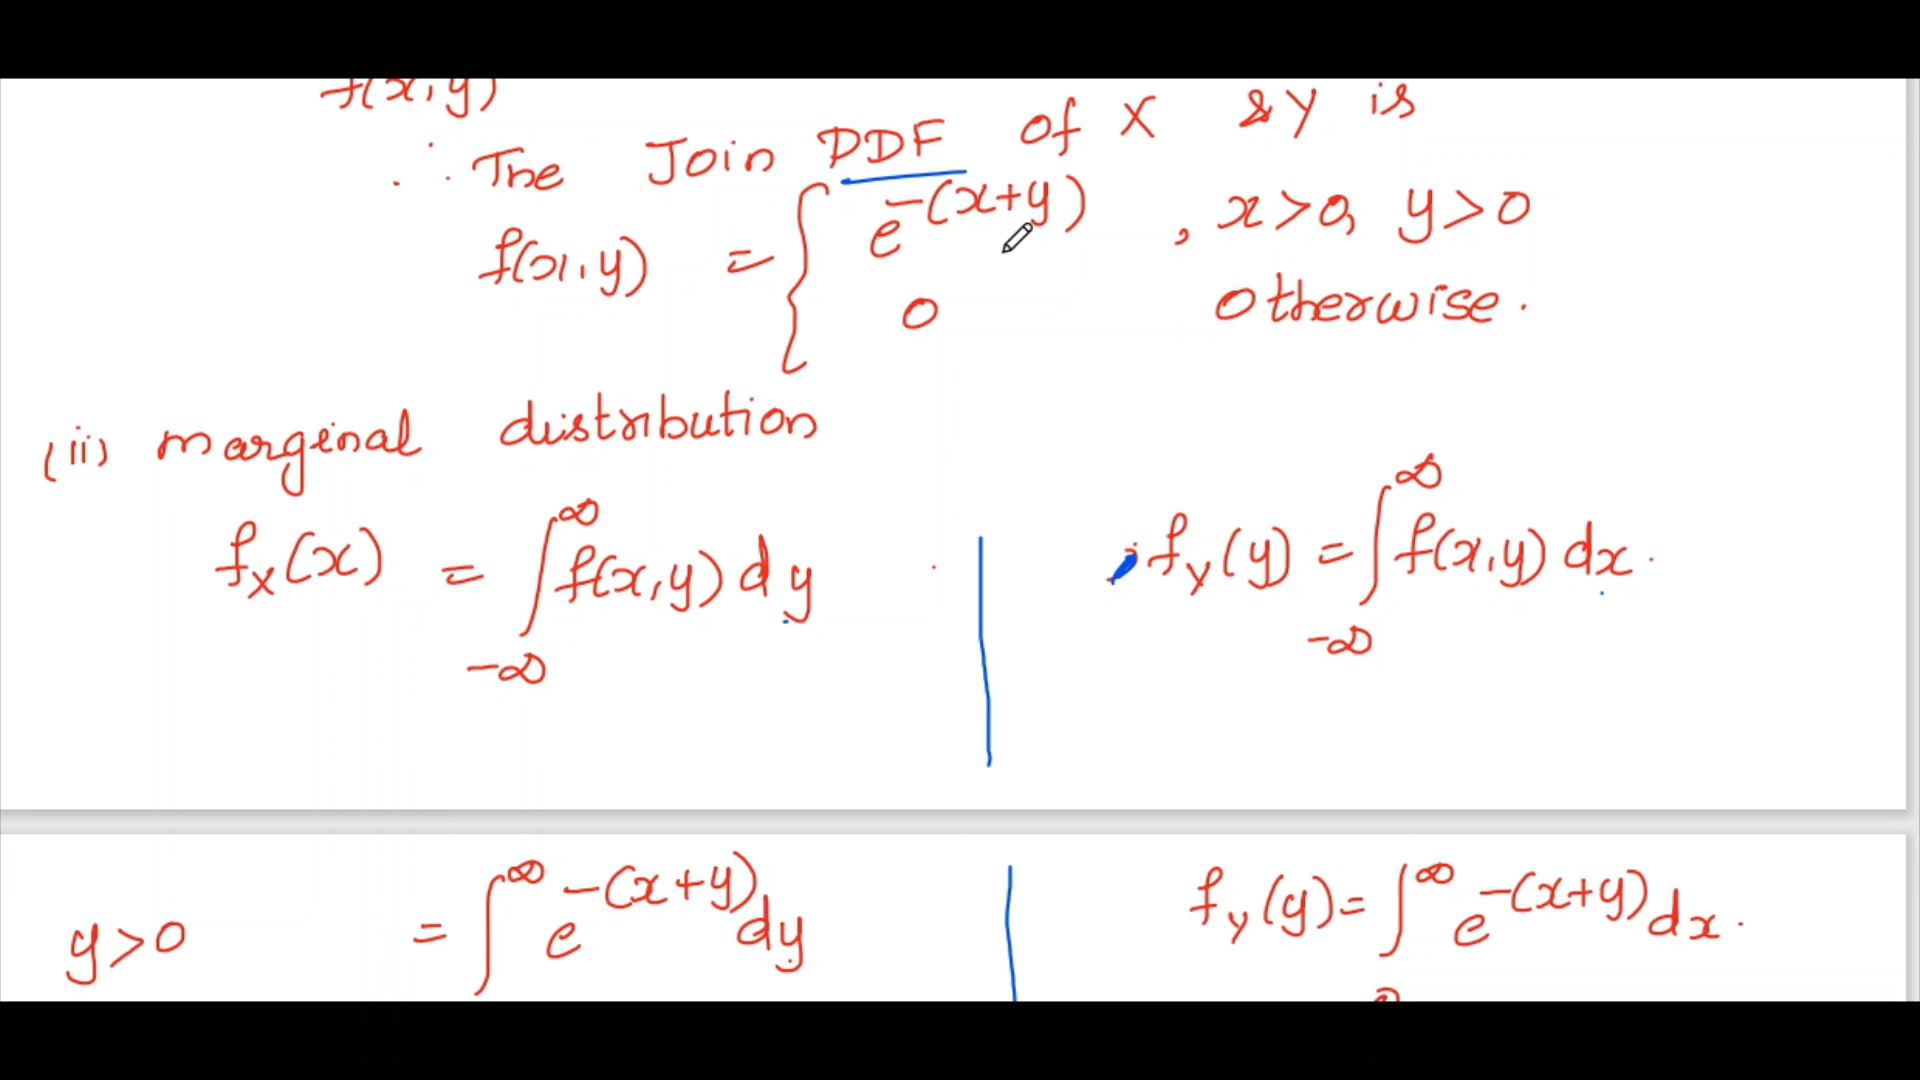 f(x,y)
∴ The Join PDF of X & Y is
f(x,y) = { e^-(x+y) , x>0, y>0
0 otherwise.
(ii) marginal distribution
f_X(x) = ∫_-∞^∞ f(x,y) dy . f_Y(y) = ∫_-∞^∞ f(x,y) dx .
y>0 = ∫^∞ e^-(x+y) dy f_Y(y) = ∫^∞ e^-(x+y) dx .